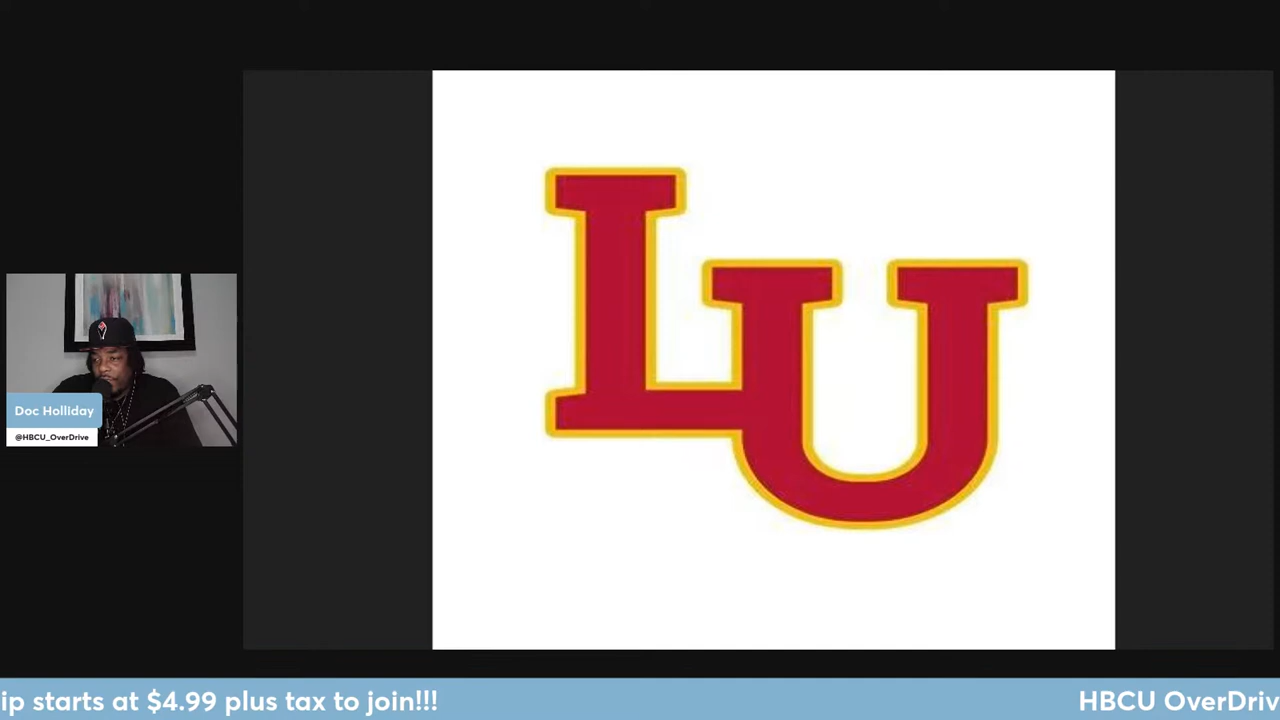 LU
Doc Holliday
@HBCU_OverDrive
ip starts at $4.99 plus tax to join!!!
HBCU OverDriv